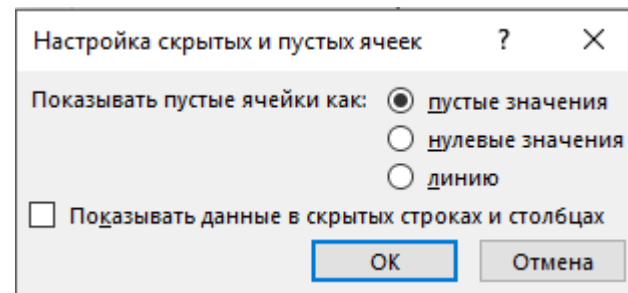 Настройка скрытых и пустых ячеек ?
Показывать пустые ячейки как: пустые значения
нулевые значения
линию
Показывать данные в скрытых строках и столбцах
ОК Отмена